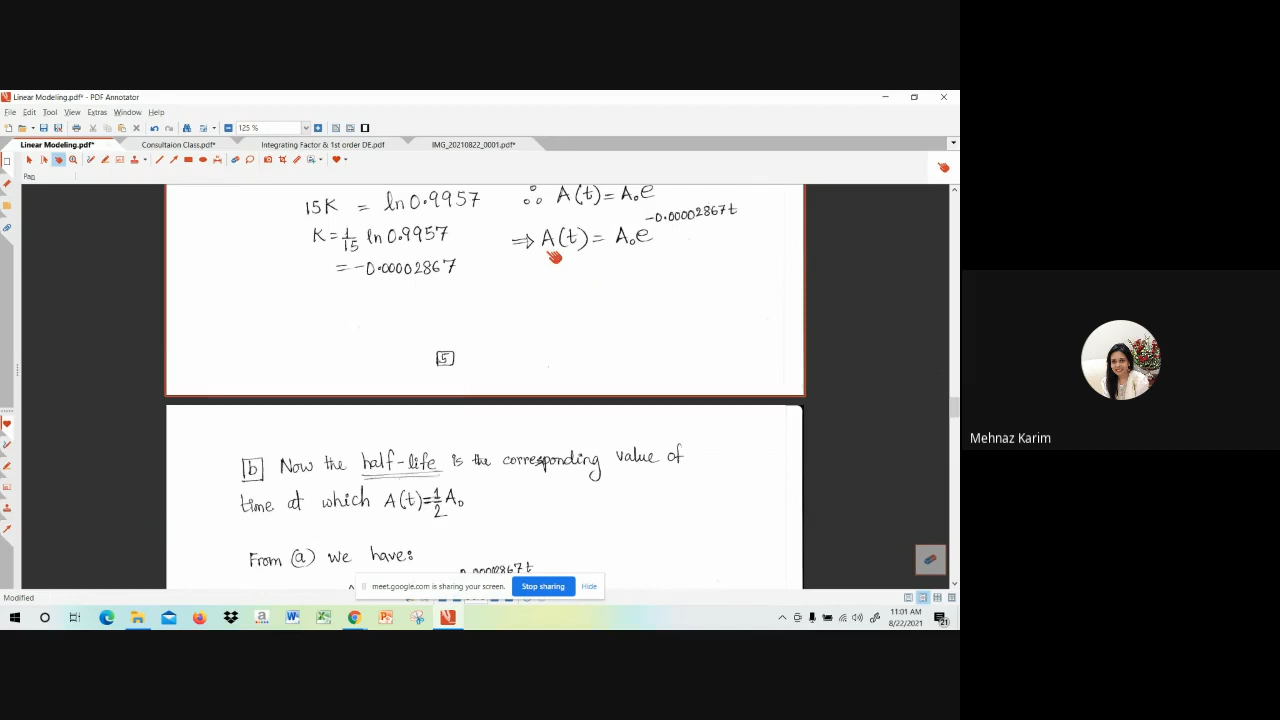 Linear Modeling.pdf* - PDF Annotator
File Edit Tool View Extras Window Help
125 %
Linear Modeling.pdf* Consultaion Class.pdf* Integrating Factor & 1st order DE.pdf IMG_20210822_0001.pdf*
Pan
15K = ln 0.9957 ∴ A(t) = A₀e
K = 1/15 ln 0.9957 ⇒ A(t) = A₀e^-0.00002867t
= -0.00002867
5
b Now the half-life is the corresponding value of
time at which A(t)=1/2 A₀
From (a) we have:
meet.google.com is sharing your screen. Stop sharing Hide
Modified
11:01 AM
8/22/2021
21
Mehnaz Karim